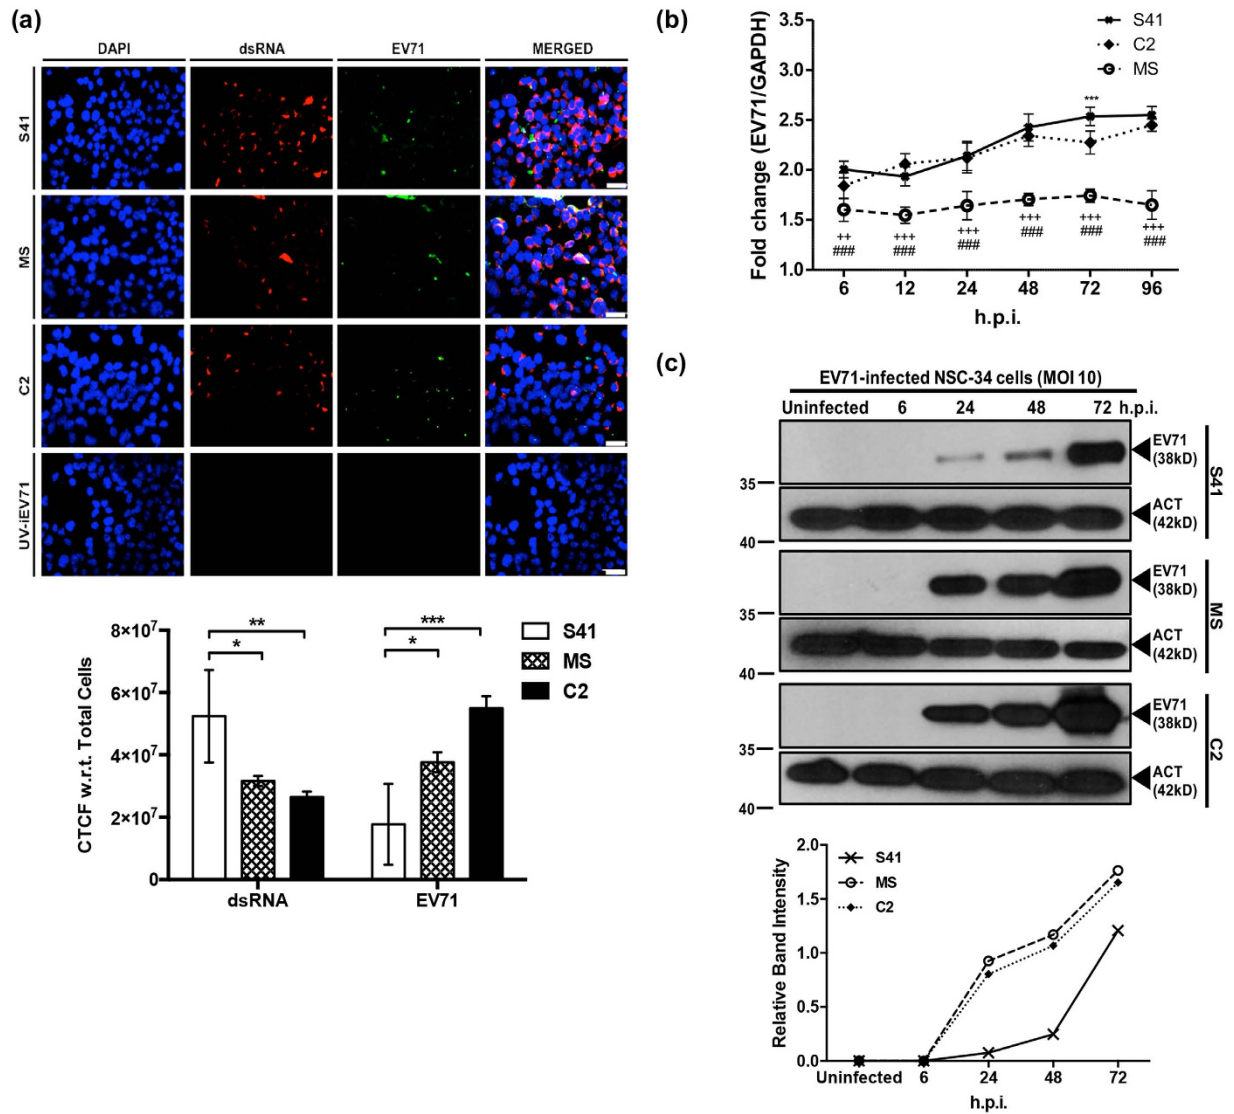 (a)
DAPI dsRNA EV71 MERGED
S41
MS
C2
UV-iEV71
CTCF w.r.t. Total Cells
8×10⁷
6×10⁷
4×10⁷
2×10⁷
0
** 
*
***
*
S41
MS
C2
dsRNA EV71
(b)
Fold change (EV71/GAPDH)
3.5
3.0
2.5
2.0
1.5
1.0
S41
C2
MS
***
++ +++ +++ +++ +++ +++
### ### ### ### ### ###
6 12 24 48 72 96
h.p.i.
(c)
EV71-infected NSC-34 cells (MOI 10)
Uninfected 6 24 48 72 h.p.i.
EV71
(38kD)
35
ACT
(42kD)
40
S41
EV71
(38kD)
35
ACT
(42kD)
40
MS
EV71
(38kD)
35
ACT
(42kD)
40
C2
Relative Band Intensity
2.0
1.5
1.0
0.5
0.0
S41
MS
C2
Uninfected 6 24 48 72
h.p.i.